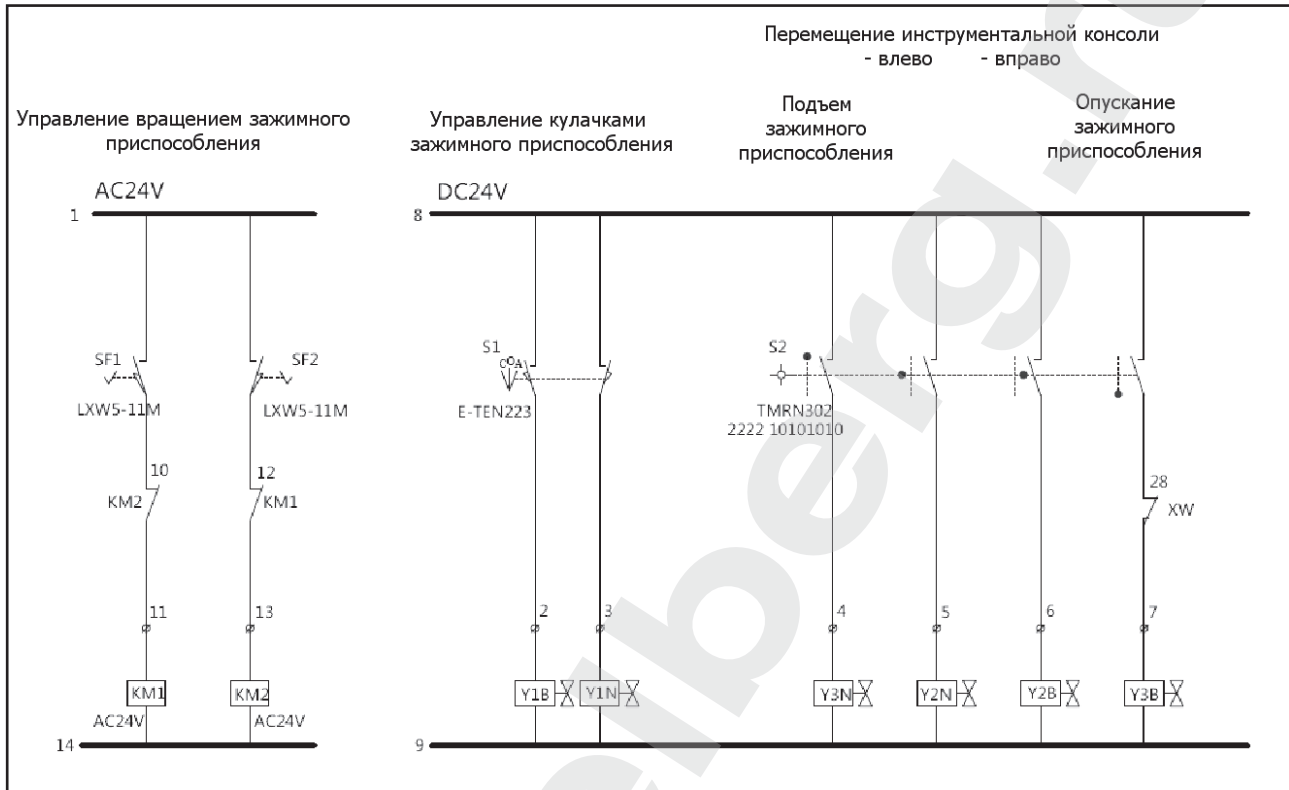 Перемещение инструментальной консоли
- влево - вправо
Управление вращением зажимного
приспособления
Управление кулачками
зажимного приспособления
Подъем
зажимного
приспособления
Опускание
зажимного
приспособления
AC24V
DC24V
1
8
SF1
SF2
LXW5-11M
LXW5-11M
S1
C O A
E-TEN223
S2
TMRN302
2222 10101010
10
12
KM2
KM1
28
XW
11
13
2
3
4
5
6
7
KM1
KM2
Y1B
Y1N
Y3N
Y2N
Y2B
Y3B
AC24V
AC24V
14
9
elberg.ru